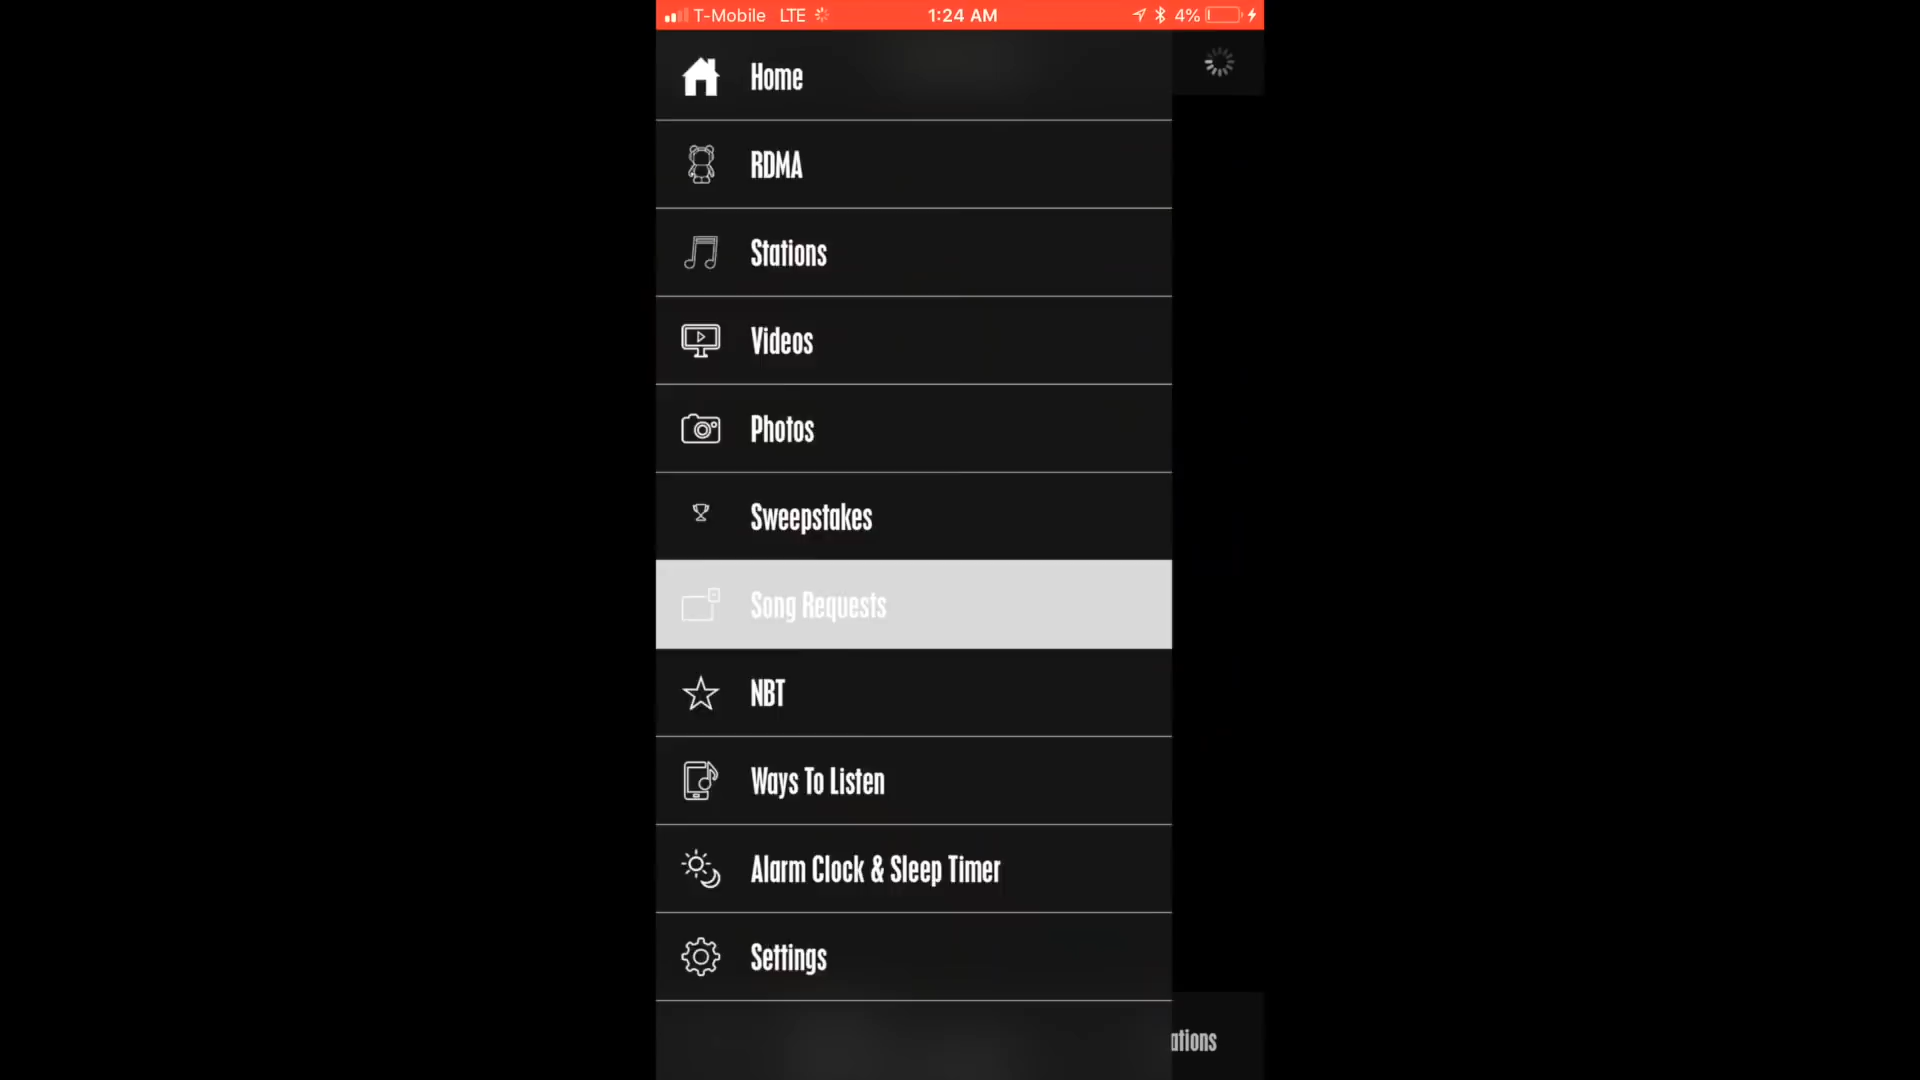 T-Mobile LTE 1:24 AM 4%
Home
RDMA
Stations
Videos
Photos
Sweepstakes
Song Requests
NBT
Ways To Listen
Alarm Clock & Sleep Timer
Settings
ations